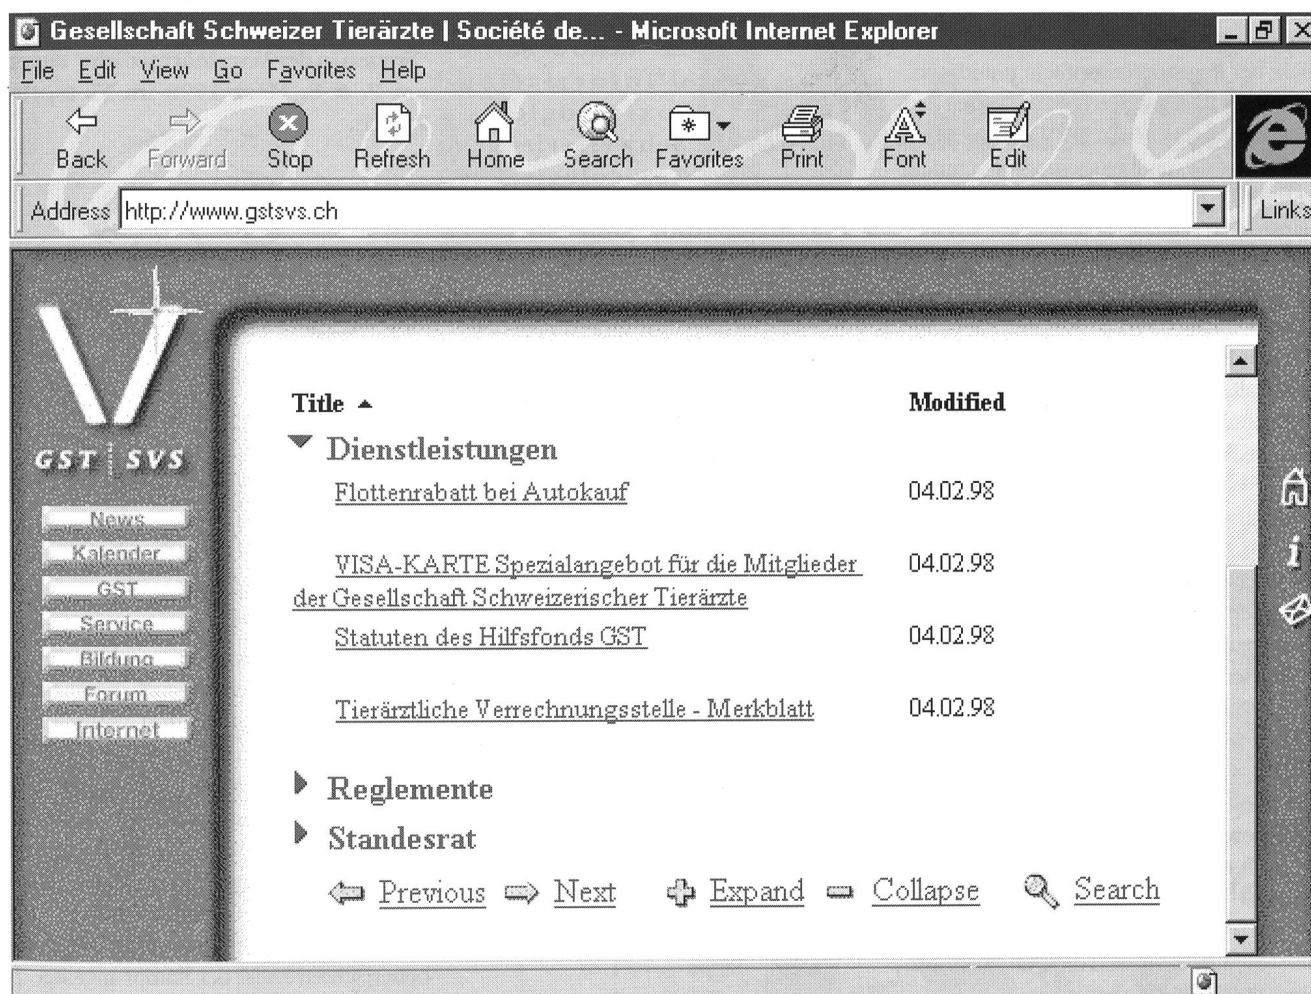 Gesellschaft Schweizer Tierärzte | Société de... - Microsoft Internet Explorer
File Edit View Go Favorites Help
Back Forward Stop Refresh Home Search Favorites Print Font Edit
Address http://www.gstsvs.ch Links
GST SVS
News
Kalender
GST
Service
Bildung
Forum
Internet
Title Modified
Dienstleistungen
Flottenrabatt bei Autokauf 04.02.98
VISA-KARTE Spezialangebot für die Mitglieder 04.02.98
der Gesellschaft Schweizerischer Tierärzte
Statuten des Hilfsfonds GST 04.02.98
Tierärztliche Verrechnungsstelle - Merkblatt 04.02.98
Reglemente
Standesrat
Previous Next Expand Collapse Search